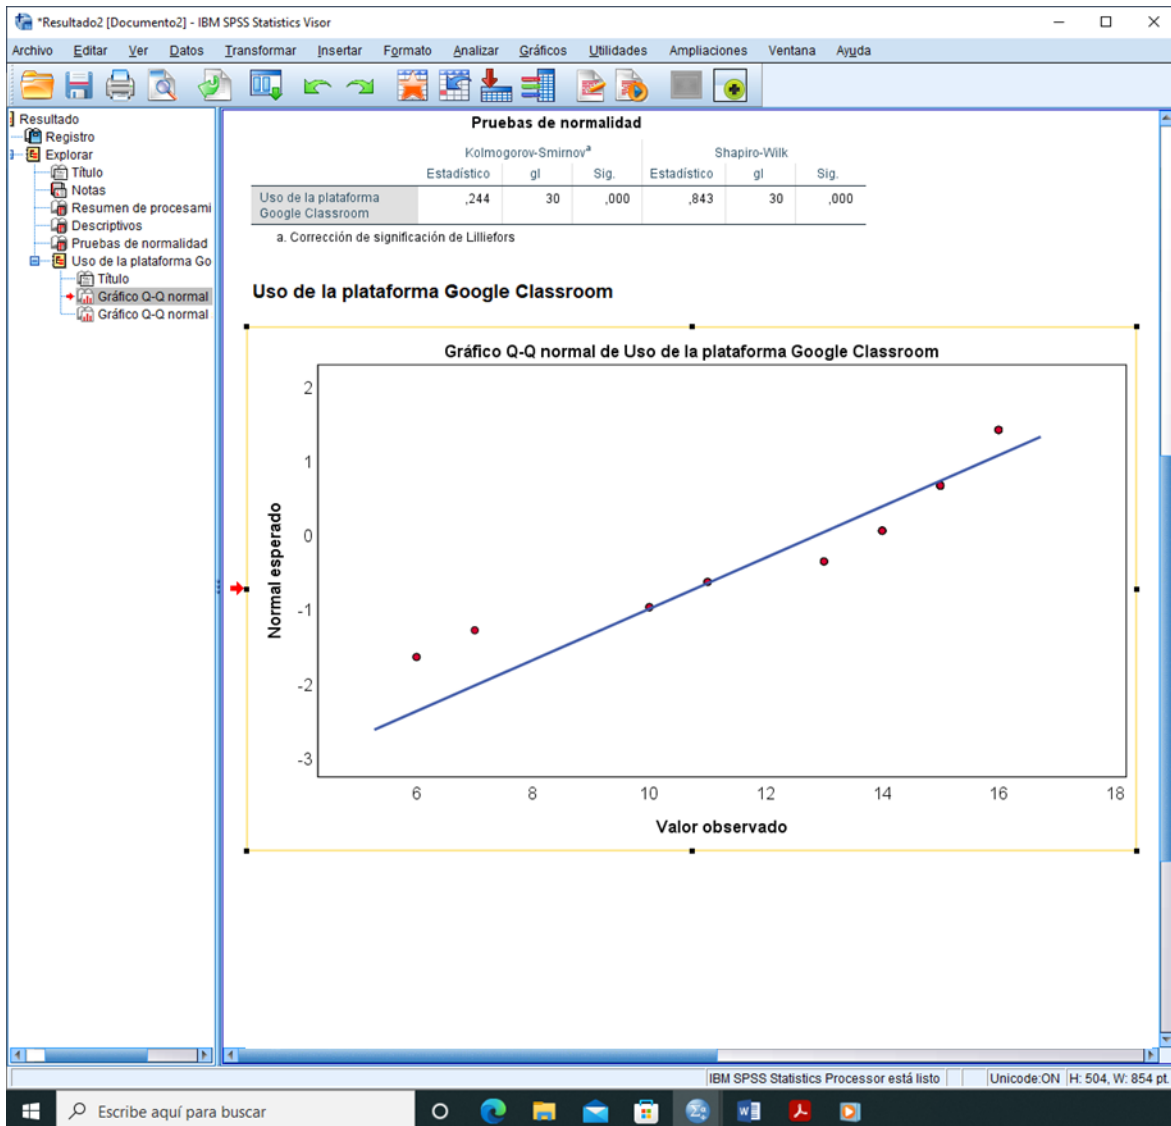 *Resultado2 [Documento2] - IBM SPSS Statistics Visor
Archivo Editar Ver Datos Transformar Insertar Formato Analizar Gráficos Utilidades Ampliaciones Ventana Ayuda
Resultado
Registro
Explorar
Título
Notas
Resumen de procesami
Descriptivos
Pruebas de normalidad
Uso de la plataforma Go
Título
Gráfico Q-Q normal
Gráfico Q-Q normal
Pruebas de normalidad
Kolmogorov-Smirnovª Shapiro-Wilk
Estadístico gl Sig. Estadístico gl Sig.
Uso de la plataforma Google Classroom ,244 30 ,000 ,843 30 ,000
a. Corrección de significación de Lilliefors
Uso de la plataforma Google Classroom
Gráfico Q-Q normal de Uso de la plataforma Google Classroom
Normal esperado
2
1
0
-1
-2
-3
6 8 10 12 14 16 18
Valor observado
IBM SPSS Statistics Processor está listo Unicode:ON H: 504, W: 854 pt.
Escribe aquí para buscar